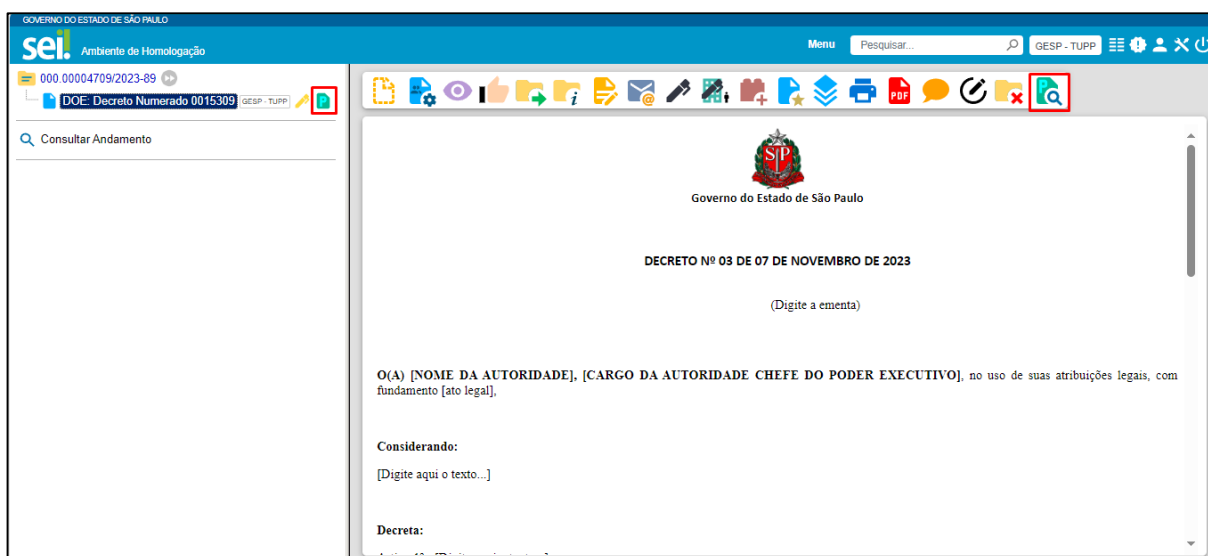 GOVERNO DO ESTADO DE SÃO PAULO
sei! Ambiente de Homologação
Menu Pesquisar... GESP - TUPP
000.00004709/2023-89
DOE: Decreto Numerado 0015309 GESP - TUPP P
Consultar Andamento
PDF P
SP
Governo do Estado de São Paulo
DECRETO Nº 03 DE 07 DE NOVEMBRO DE 2023
(Digite a ementa)
O(A) [NOME DA AUTORIDADE], [CARGO DA AUTORIDADE CHEFE DO PODER EXECUTIVO], no uso de suas atribuições legais, com
fundamento [ato legal],
Considerando:
[Digite aqui o texto...]
Decreta: